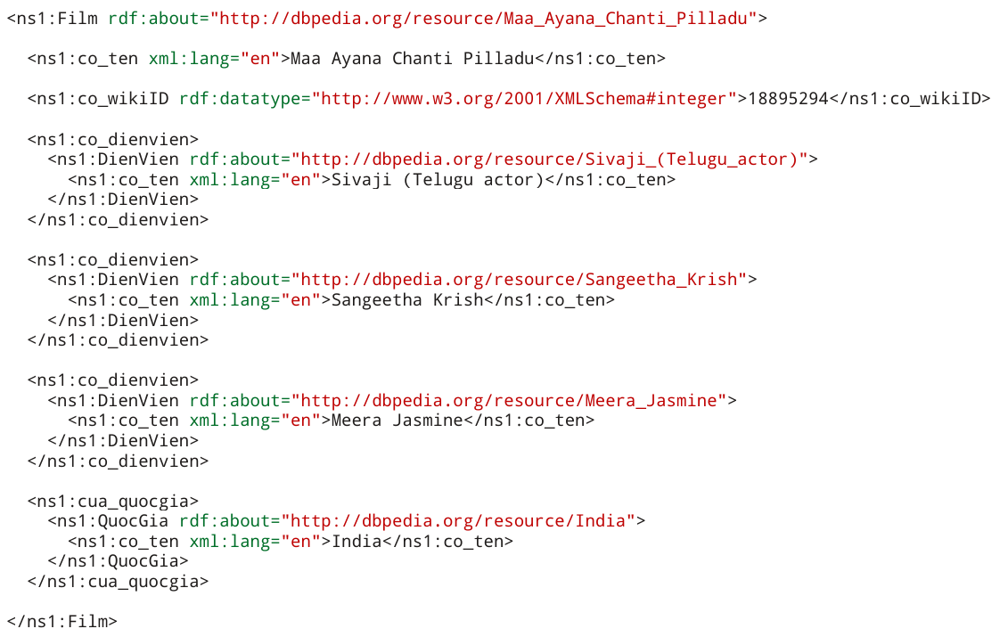 <ns1:Film rdf:about="http://dbpedia.org/resource/Maa_Ayana_Chanti_Pilladu">
<ns1:co_ten xml:lang="en">Maa Ayana Chanti Pilladu</ns1:co_ten>
<ns1:co_wikiID rdf:datatype="http://www.w3.org/2001/XMLSchema#integer">18895294</ns1:co_wikiID>
<ns1:co_dienvien>
<ns1:DienVien rdf:about="http://dbpedia.org/resource/Sivaji_(Telugu_actor)">
<ns1:co_ten xml:lang="en">Sivaji (Telugu actor)</ns1:co_ten>
</ns1:DienVien>
</ns1:co_dienvien>
<ns1:co_dienvien>
<ns1:DienVien rdf:about="http://dbpedia.org/resource/Sangeetha_Krish">
<ns1:co_ten xml:lang="en">Sangeetha Krish</ns1:co_ten>
</ns1:DienVien>
</ns1:co_dienvien>
<ns1:co_dienvien>
<ns1:DienVien rdf:about="http://dbpedia.org/resource/Meera_Jasmine">
<ns1:co_ten xml:lang="en">Meera Jasmine</ns1:co_ten>
</ns1:DienVien>
</ns1:co_dienvien>
<ns1:cua_quocgia>
<ns1:QuocGia rdf:about="http://dbpedia.org/resource/India">
<ns1:co_ten xml:lang="en">India</ns1:co_ten>
</ns1:QuocGia>
</ns1:cua_quocgia>
</ns1:Film>